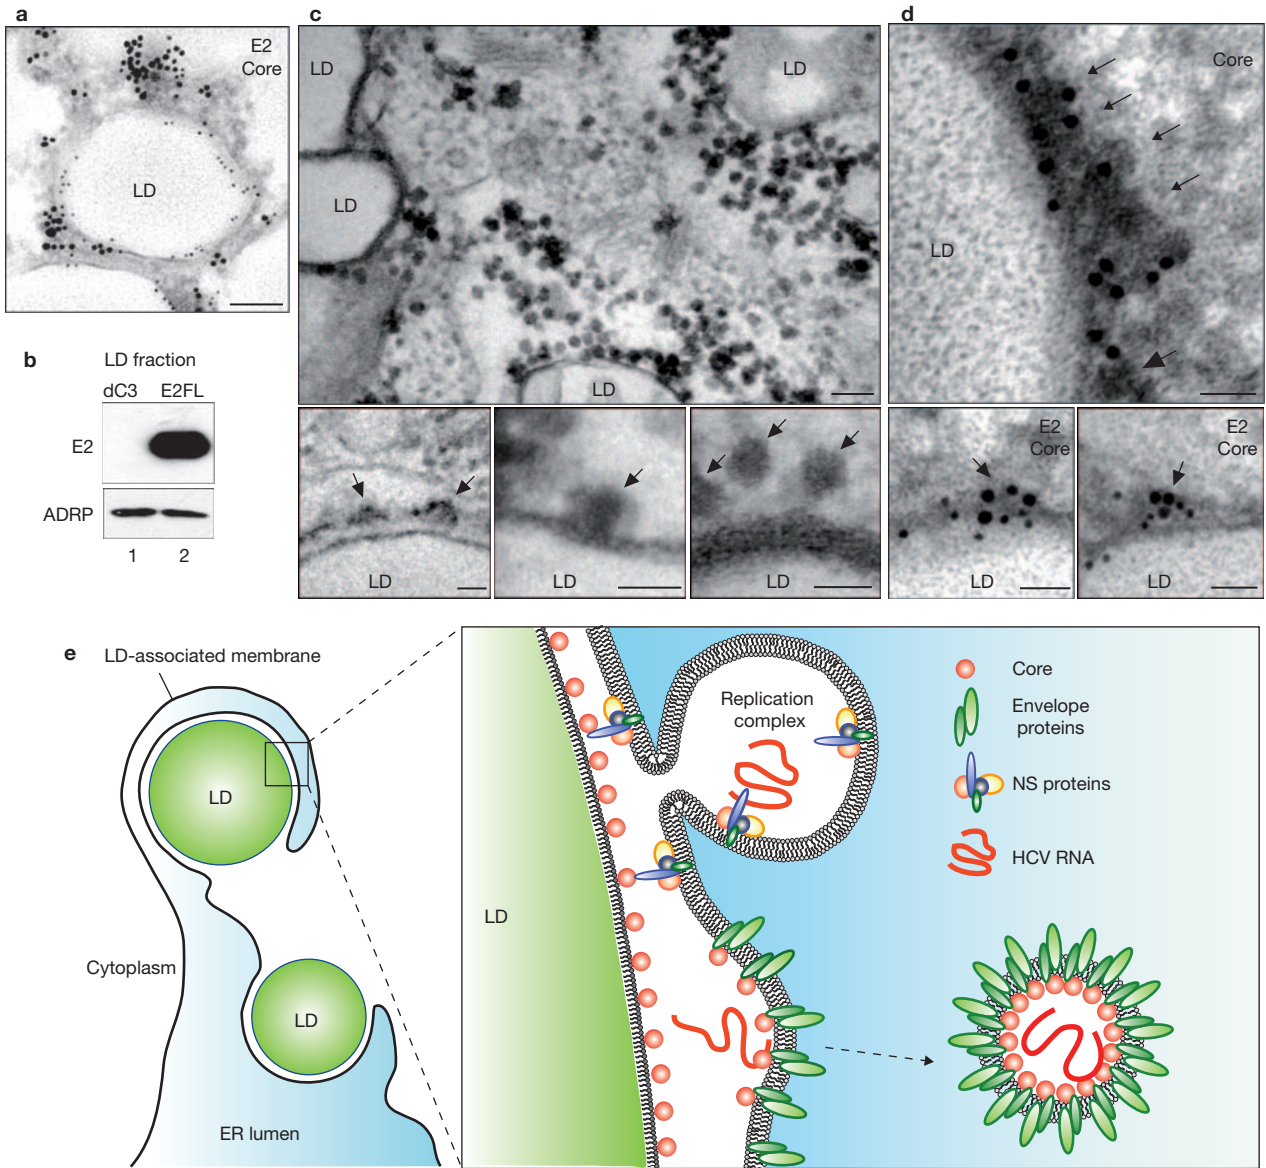 a
E2
Core
LD
b
LD fraction
dC3 E2FL
E2
ADRP
1 2
c
LD
LD
LD
LD
LD
LD
LD
d
Core
LD
E2
Core
LD
E2
Core
LD
e
LD-associated membrane
LD
Cytoplasm
LD
ER lumen
Replication
complex
LD
Core
Envelope
proteins
NS proteins
HCV RNA